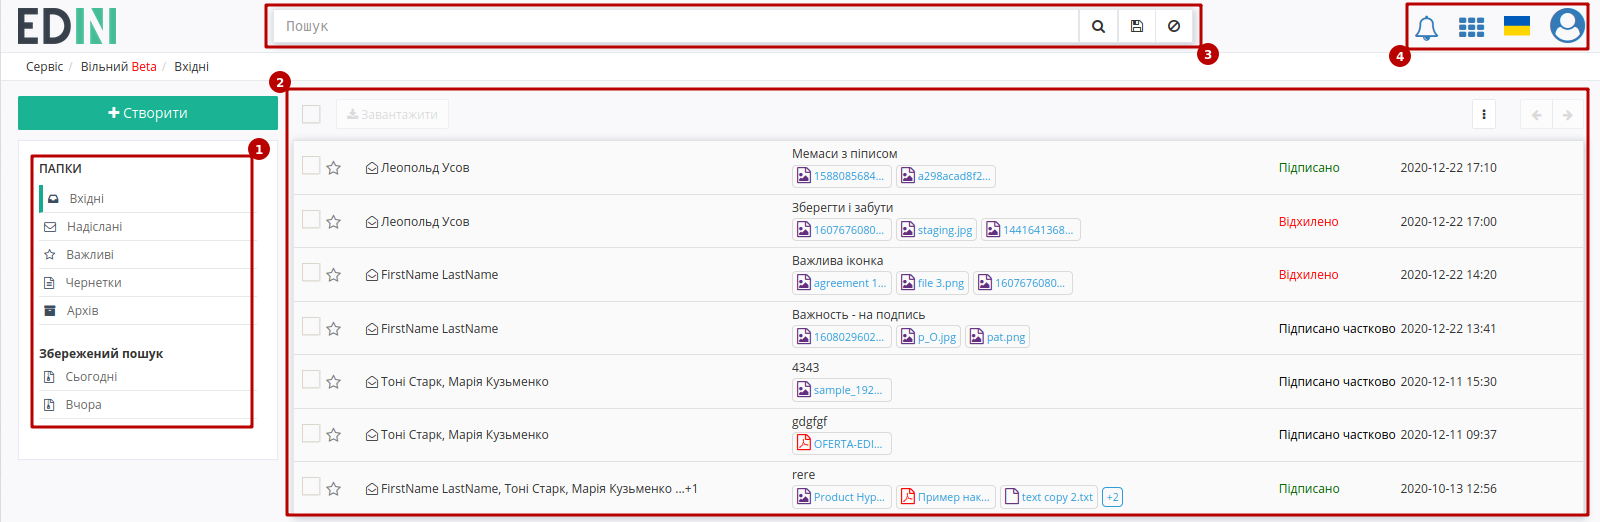 EDIN
Пошук
3
4
Сервіс / Вільний Beta / Вхідні
2
Створити
Завантажити
1
ПАПКИ
Вхідні
Надіслані
Важливі
Чернетки
Архів
Збережений пошук
Сьогодні
Вчора
Леопольд Усов
Мемаси з піписом
1588085684... a298acad8f2...
Підписано 2020-12-22 17:10
Леопольд Усов
Зберегти і забути
1607676080... staging.jpg 1441641368...
Відхилено 2020-12-22 17:00
FirstName LastName
Важлива іконка
agreement 1... file 3.png 1607676080...
Відхилено 2020-12-22 14:20
FirstName LastName
Важность - на подпись
1608029602... p_O.jpg pat.png
Підписано частково 2020-12-22 13:41
Тоні Старк, Марія Кузьменко
4343
sample_192...
Підписано частково 2020-12-11 15:30
Тоні Старк, Марія Кузьменко
gdgfgf
OFERTA-EDI...
Підписано частково 2020-12-11 09:37
FirstName LastName, Тоні Старк, Марія Кузьменко ...+1
rere
Product Hyp... Пример нак... text copy 2.txt +2
Підписано 2020-10-13 12:56